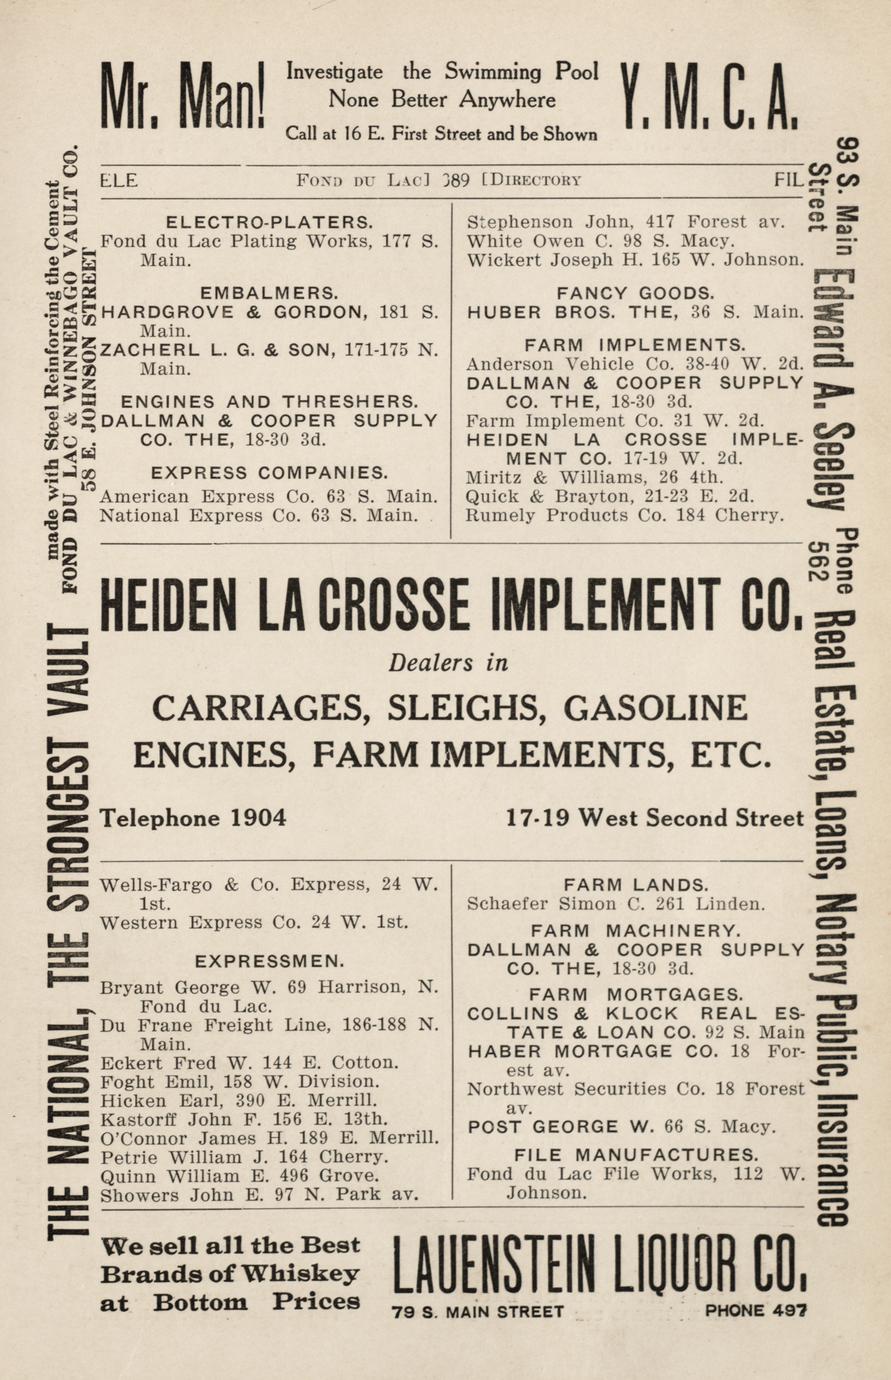 Mr. Man!
Investigate the Swimming Pool
None Better Anywhere
Call at 16 E. First Street and be Shown
Y. M. C. A.
ELE
FOND DU LAC] 389 [DIRECTORY
FIL
ELECTRO-PLATERS.
Fond du Lac Plating Works, 177 S.
Main.
EMBALMERS.
HARDGROVE & GORDON, 181 S.
Main.
ZACHERL L. G. & SON, 171-175 N.
Main.
ENGINES AND THRESHERS.
DALLMAN & COOPER SUPPLY
CO. THE, 18-30 3d.
EXPRESS COMPANIES.
American Express Co. 63 S. Main.
National Express Co. 63 S. Main.
Stephenson John, 417 Forest av.
White Owen C. 98 S. Macy.
Wickert Joseph H. 165 W. Johnson.
FANCY GOODS.
HUBER BROS. THE, 36 S. Main.
FARM IMPLEMENTS.
Anderson Vehicle Co. 38-40 W. 2d.
DALLMAN & COOPER SUPPLY
CO. THE, 18-30 3d.
Farm Implement Co. 31 W. 2d.
HEIDEN LA CROSSE IMPLE-
MENT CO. 17-19 W. 2d.
Miritz & Williams, 26 4th.
Quick & Brayton, 21-23 E. 2d.
Rumely Products Co. 184 Cherry.
HEIDEN LA CROSSE IMPLEMENT CO.
Dealers in
CARRIAGES, SLEIGHS, GASOLINE
ENGINES, FARM IMPLEMENTS, ETC.
Telephone 1904
17-19 West Second Street
Wells-Fargo & Co. Express, 24 W.
1st.
Western Express Co. 24 W. 1st.
EXPRESSMEN.
Bryant George W. 69 Harrison, N.
Fond du Lac.
Du Frane Freight Line, 186-188 N.
Main.
Eckert Fred W. 144 E. Cotton.
Foght Emil, 158 W. Division.
Hicken Earl, 390 E. Merrill.
Kastorff John F. 156 E. 13th.
O'Connor James H. 189 E. Merrill.
Petrie William J. 164 Cherry.
Quinn William E. 496 Grove.
Showers John E. 97 N. Park av.
FARM LANDS.
Schaefer Simon C. 261 Linden.
FARM MACHINERY.
DALLMAN & COOPER SUPPLY
CO. THE, 18-30 3d.
FARM MORTGAGES.
COLLINS & KLOCK REAL ES-
TATE & LOAN CO. 92 S. Main
HABER MORTGAGE CO. 18 For-
est av.
Northwest Securities Co. 18 Forest
av.
POST GEORGE W. 66 S. Macy.
FILE MANUFACTURES.
Fond du Lac File Works, 112 W.
Johnson.
We sell all the Best
Brands of Whiskey
at Bottom Prices
LAUENSTEIN LIQUOR CO.
79 S. MAIN STREET
PHONE 497
THE NATIONAL, THE STRONGEST VAULT
made with Steel Reinforcing the Cement
FOND DU LAC & WINNEBAGO VAULT CO.
58 E. JOHNSON STREET
93 S. Main
Street
Edward A. Seeley
Phone
562
Real Estate, Loans, Notary Public, Insurance